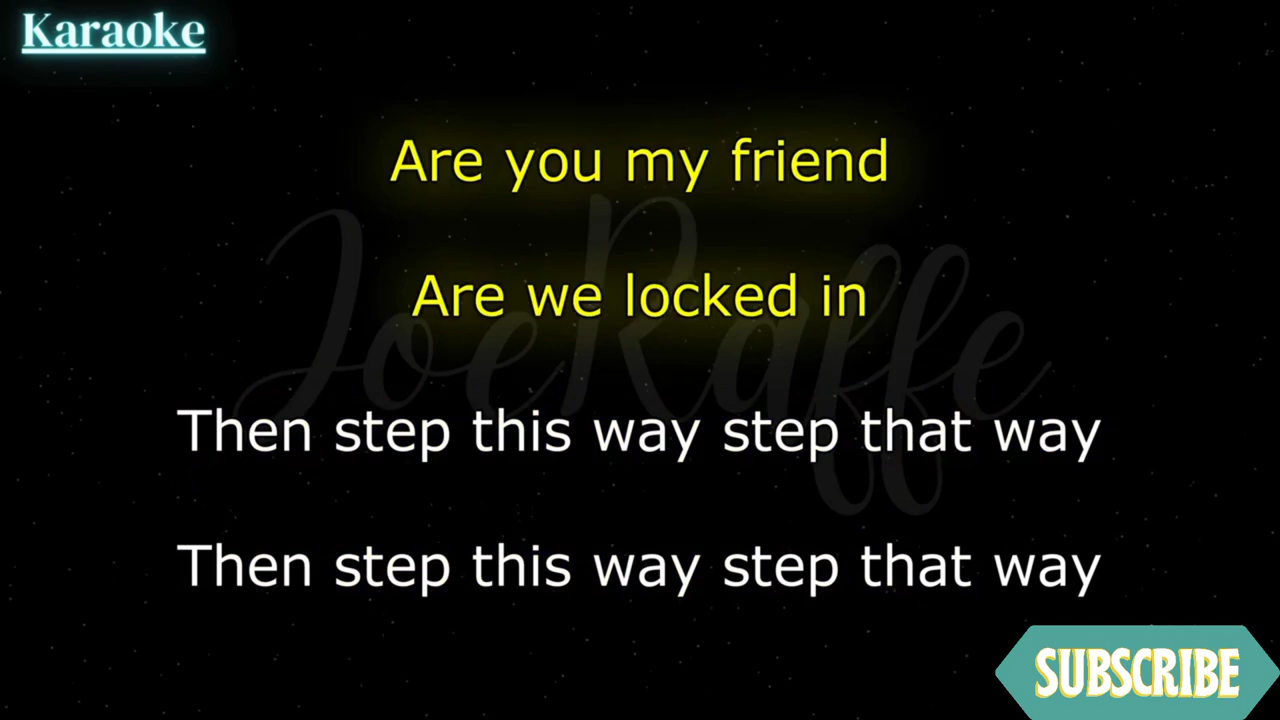 Karaoke
Are you my friend
Are we locked in
JoeRaffe
Then step this way step that way
Then step this way step that way
SUBSCRIBE